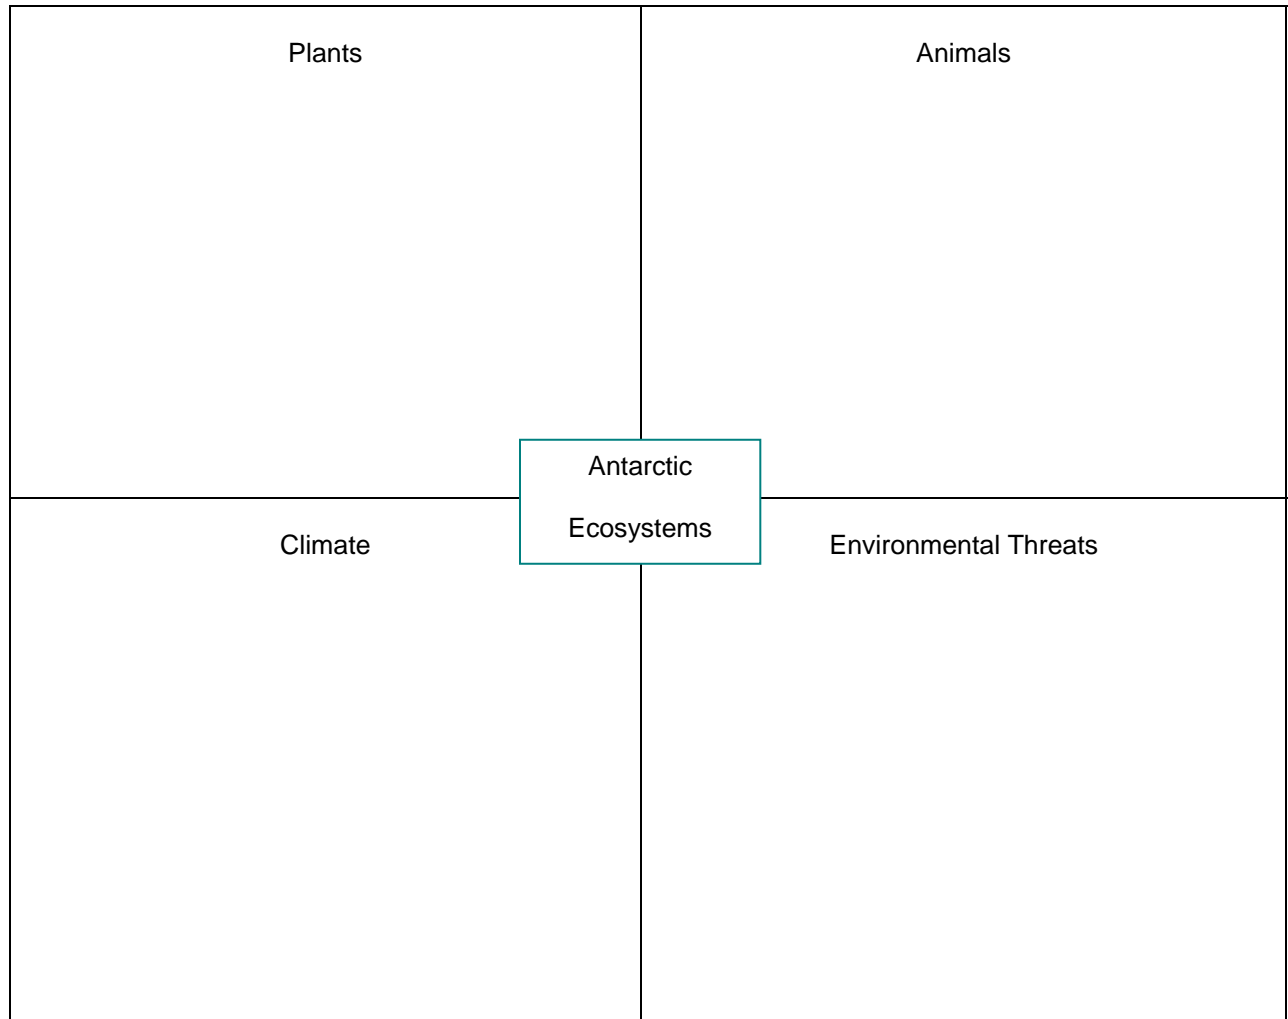 Plants
Animals
Antarctic
Ecosystems
Climate
Environmental Threats